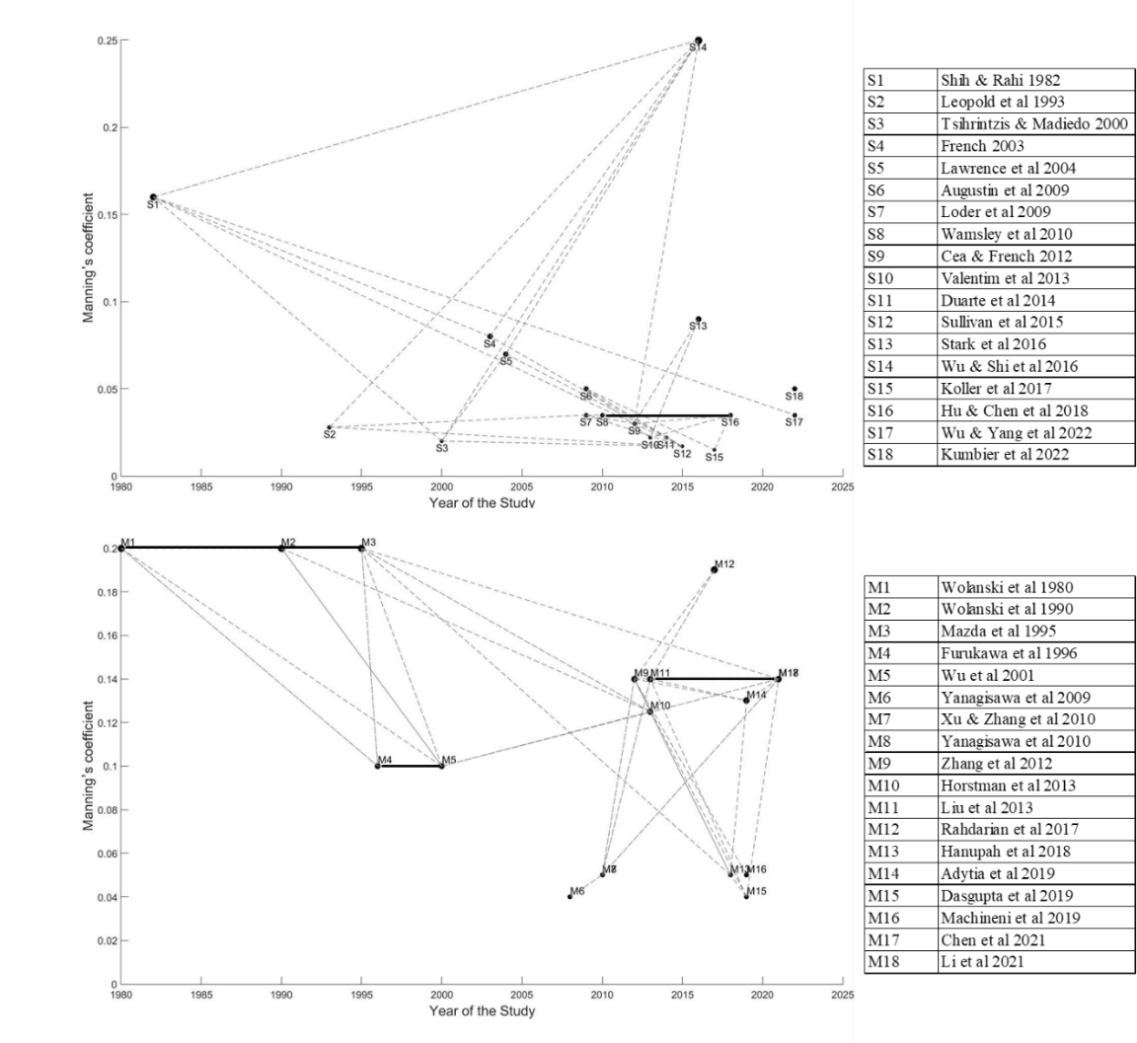 0.25
S14
0.2
S1
0.15
Manning's coefficient
0.1
S13
S4
S5
0.05
S6
S18
S7
S8
S16
S17
S2
S9
S3
S10
S11
S12
S15
0
1980
1985
1990
1995
2000
2005
2010
2015
2020
2025
Year of the Study
S1 Shih & Rahi 1982
S2 Leopold et al 1993
S3 Tsihrintzis & Madiedo 2000
S4 French 2003
S5 Lawrence et al 2004
S6 Augustin et al 2009
S7 Loder et al 2009
S8 Wamsley et al 2010
S9 Cea & French 2012
S10 Valentim et al 2013
S11 Duarte et al 2014
S12 Sullivan et al 2015
S13 Stark et al 2016
S14 Wu & Shi et al 2016
S15 Koller et al 2017
S16 Hu & Chen et al 2018
S17 Wu & Yang et al 2022
S18 Kumbier et al 2022
0.2
M1
M2
M3
0.18
M12
0.16
0.14
M9
M11
M14
0.12
M10
Manning's coefficient
0.1
M4
M5
0.08
0.06
M16
0.04
M6
M15
0.02
0
1980
1985
1990
1995
2000
2005
2010
2015
2020
2025
Year of the Study
M1 Wolanski et al 1980
M2 Wolanski et al 1990
M3 Mazda et al 1995
M4 Furukawa et al 1996
M5 Wu et al 2001
M6 Yanagisawa et al 2009
M7 Xu & Zhang et al 2010
M8 Yanagisawa et al 2010
M9 Zhang et al 2012
M10 Horstman et al 2013
M11 Liu et al 2013
M12 Rahdarian et al 2017
M13 Hanupah et al 2018
M14 Adytia et al 2019
M15 Dasgupta et al 2019
M16 Machineni et al 2019
M17 Chen et al 2021
M18 Li et al 2021